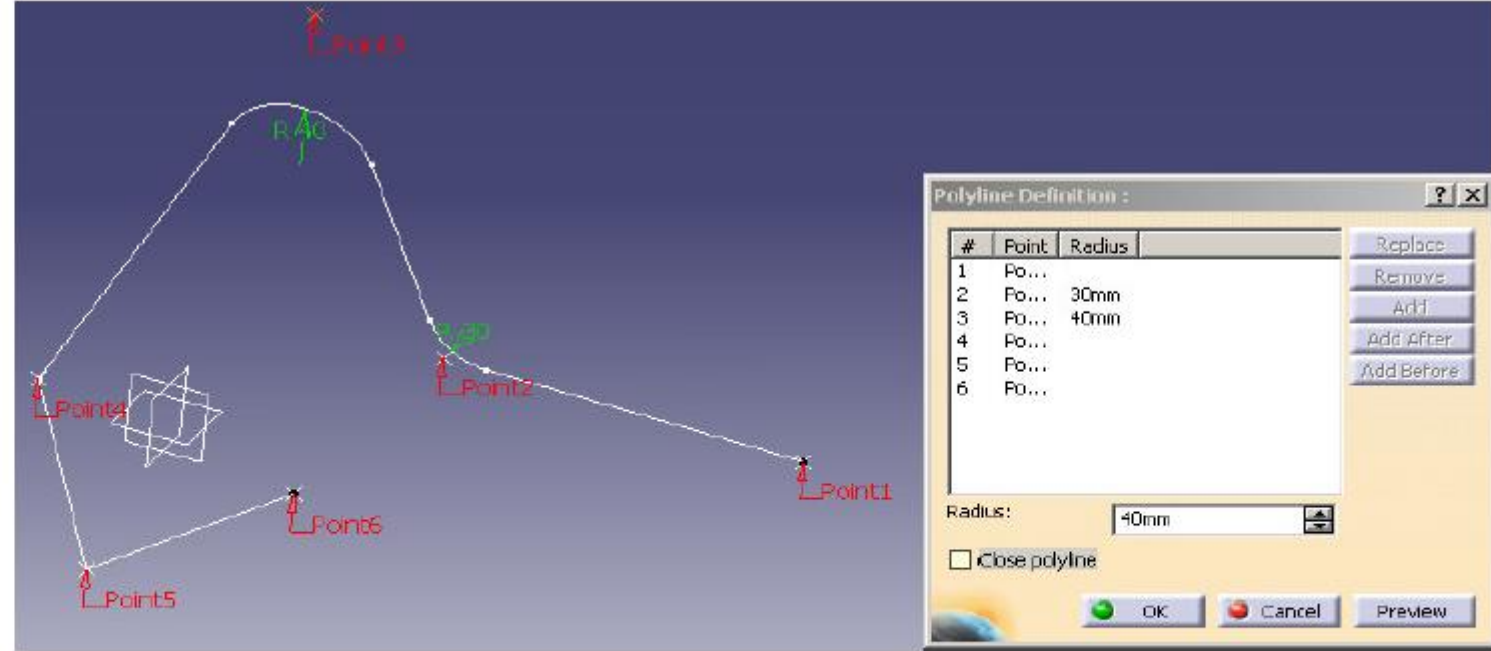 Point3
R 40
R 30
Point2
Point4
Point1
Point6
Point5
Polyline Definition :
# Point Radius
1 Po...
2 Po... 30mm
3 Po... 40mm
4 Po...
5 Po...
6 Po...
Replace
Remove
Add
Add After
Add Before
Radius: 40mm
Close polyline
OK Cancel Preview